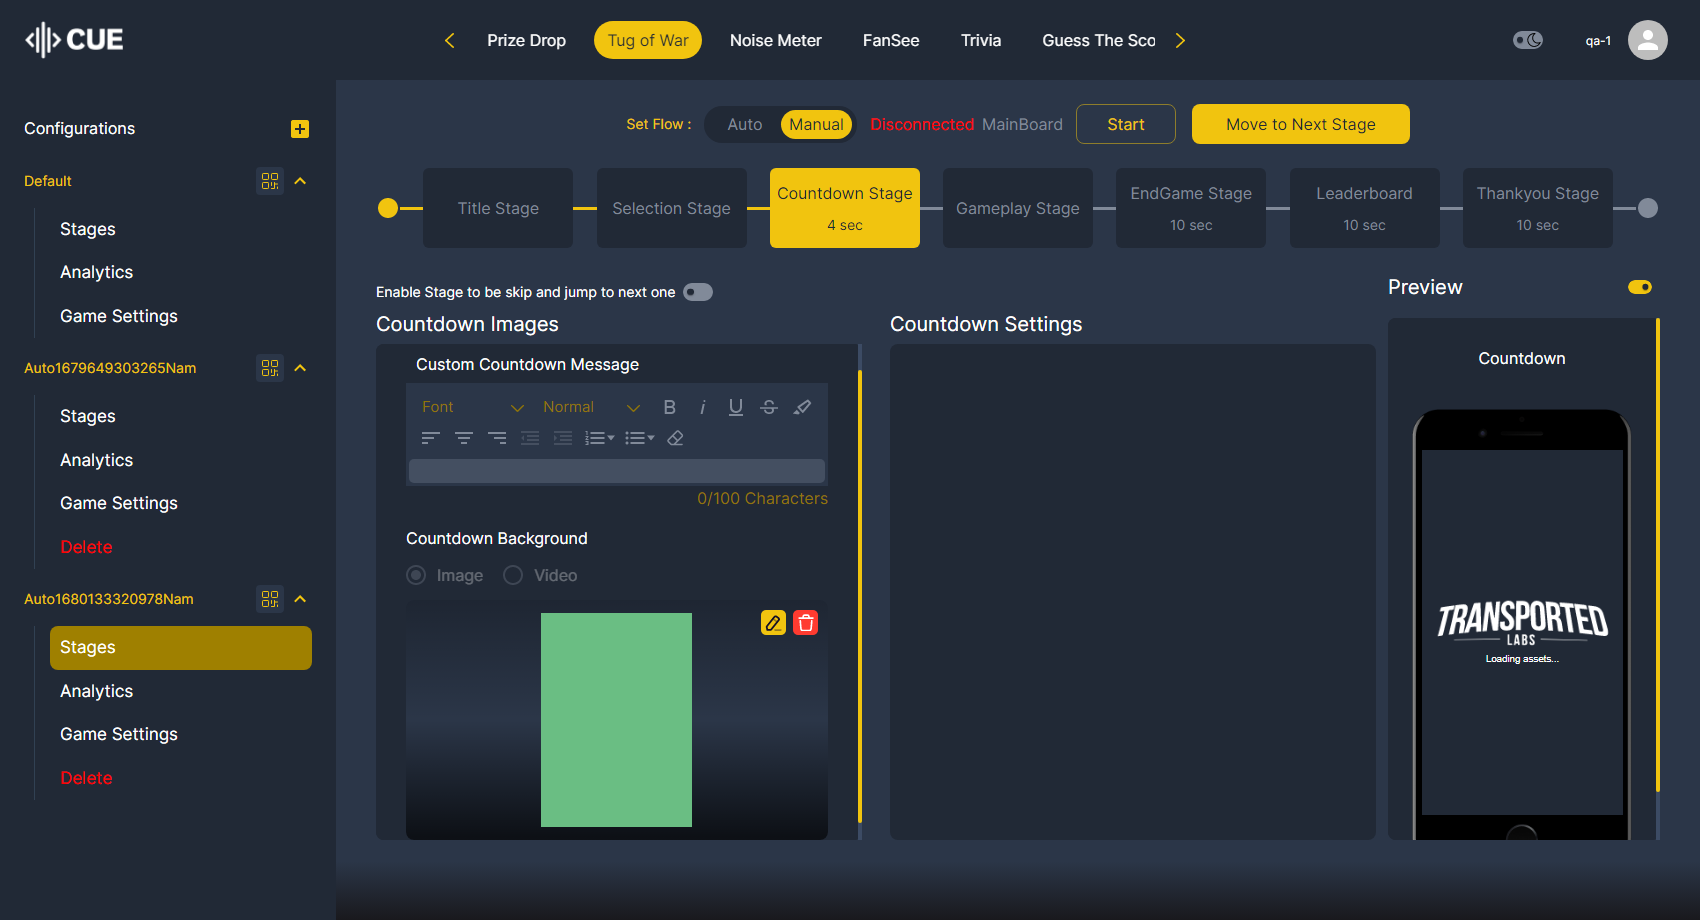 CUE
Prize Drop
Tug of War
Noise Meter
FanSee
Trivia
Guess The Sco
qa-1
Configurations
Default
Stages
Analytics
Game Settings
Auto1679649303265Nam
Stages
Analytics
Game Settings
Delete
Auto1680133320978Nam
Stages
Analytics
Game Settings
Delete
Set Flow :
Auto
Manual
Disconnected MainBoard
Start
Move to Next Stage
Title Stage
Selection Stage
Countdown Stage
4 sec
Gameplay Stage
EndGame Stage
10 sec
Leaderboard
10 sec
Thankyou Stage
10 sec
Enable Stage to be skip and jump to next one
Countdown Images
Custom Countdown Message
Font
Normal
B
i
U
S
0/100 Characters
Countdown Background
Image
Video
Countdown Settings
Preview
Countdown
TRANSPORTED
LABS
Loading assets...